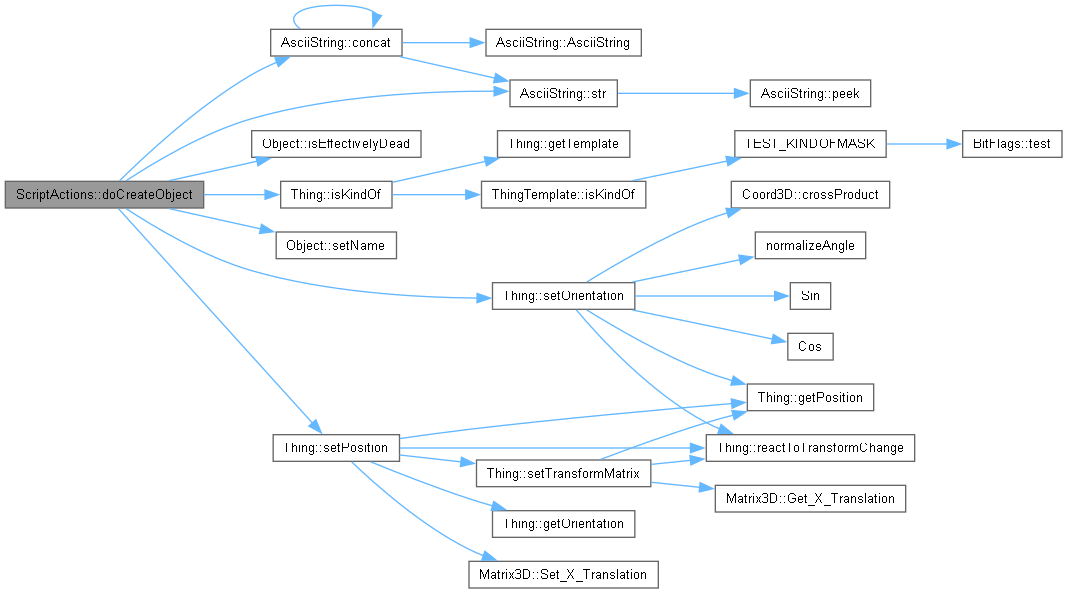 AsciiString::concat
AsciiString::AsciiString
AsciiString::str
AsciiString::peek
Object::isEffectivelyDead
Thing::getTemplate
TEST_KINDOFMASK
BitFlags::test
ScriptActions::doCreateObject
Thing::isKindOf
ThingTemplate::isKindOf
Coord3D::crossProduct
Object::setName
normalizeAngle
Thing::setOrientation
Sin
Cos
Thing::getPosition
Thing::setPosition
Thing::reactToTransformChange
Thing::setTransformMatrix
Matrix3D::Get_X_Translation
Thing::getOrientation
Matrix3D::Set_X_Translation